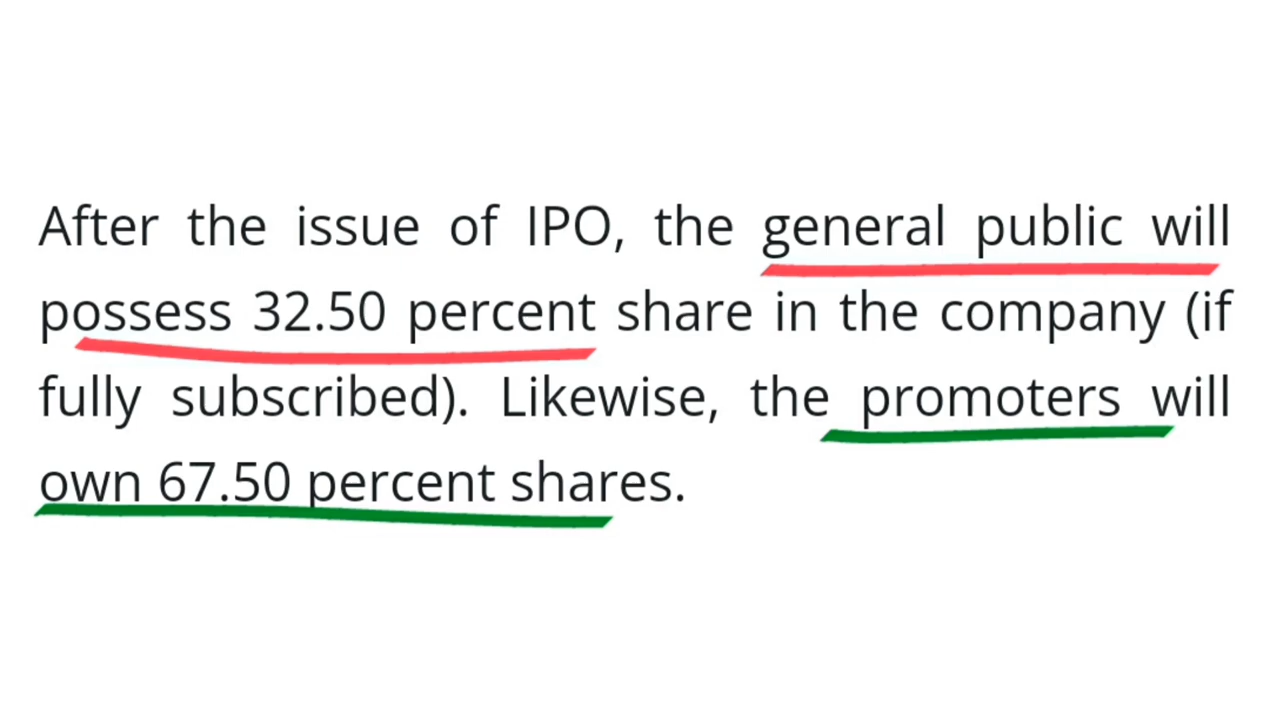 After the issue of IPO, the general public will
possess 32.50 percent share in the company (if
fully subscribed). Likewise, the promoters will
own 67.50 percent shares.